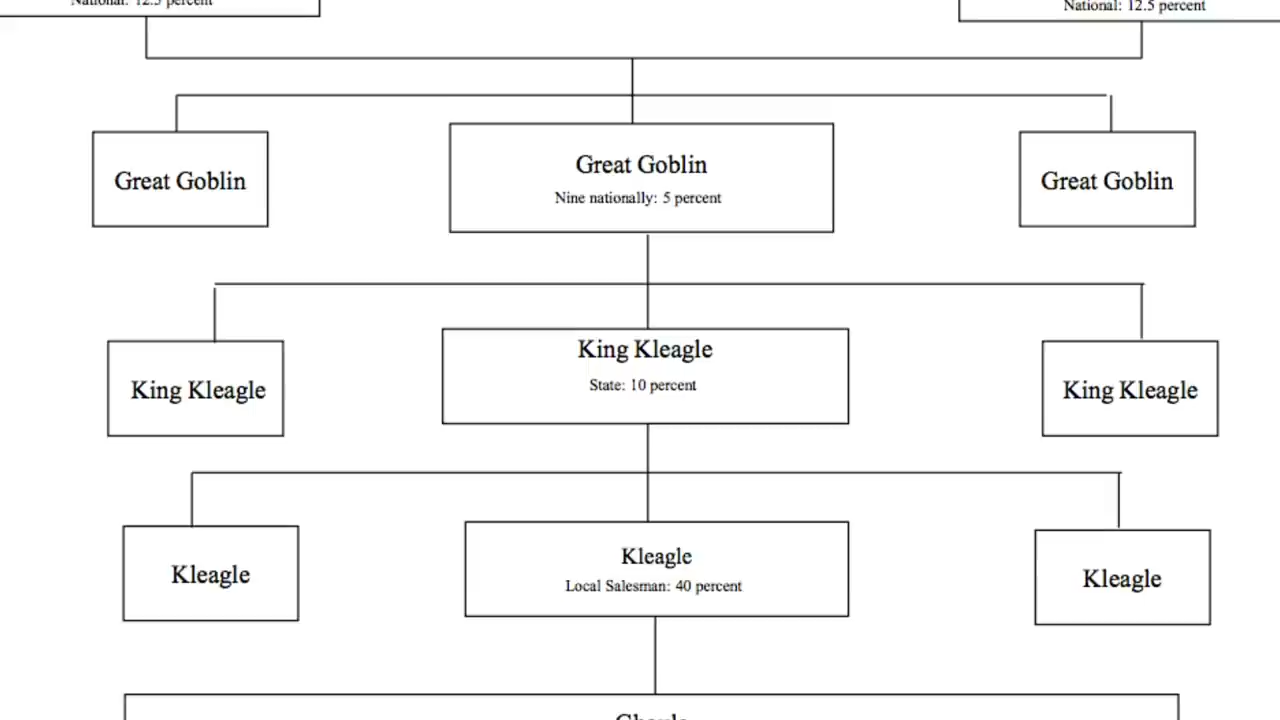 National: 12.5 percent
National: 12.5 percent
Great Goblin
Great Goblin
Nine nationally: 5 percent
Great Goblin
King Kleagle
King Kleagle
State: 10 percent
King Kleagle
Kleagle
Kleagle
Local Salesman: 40 percent
Kleagle